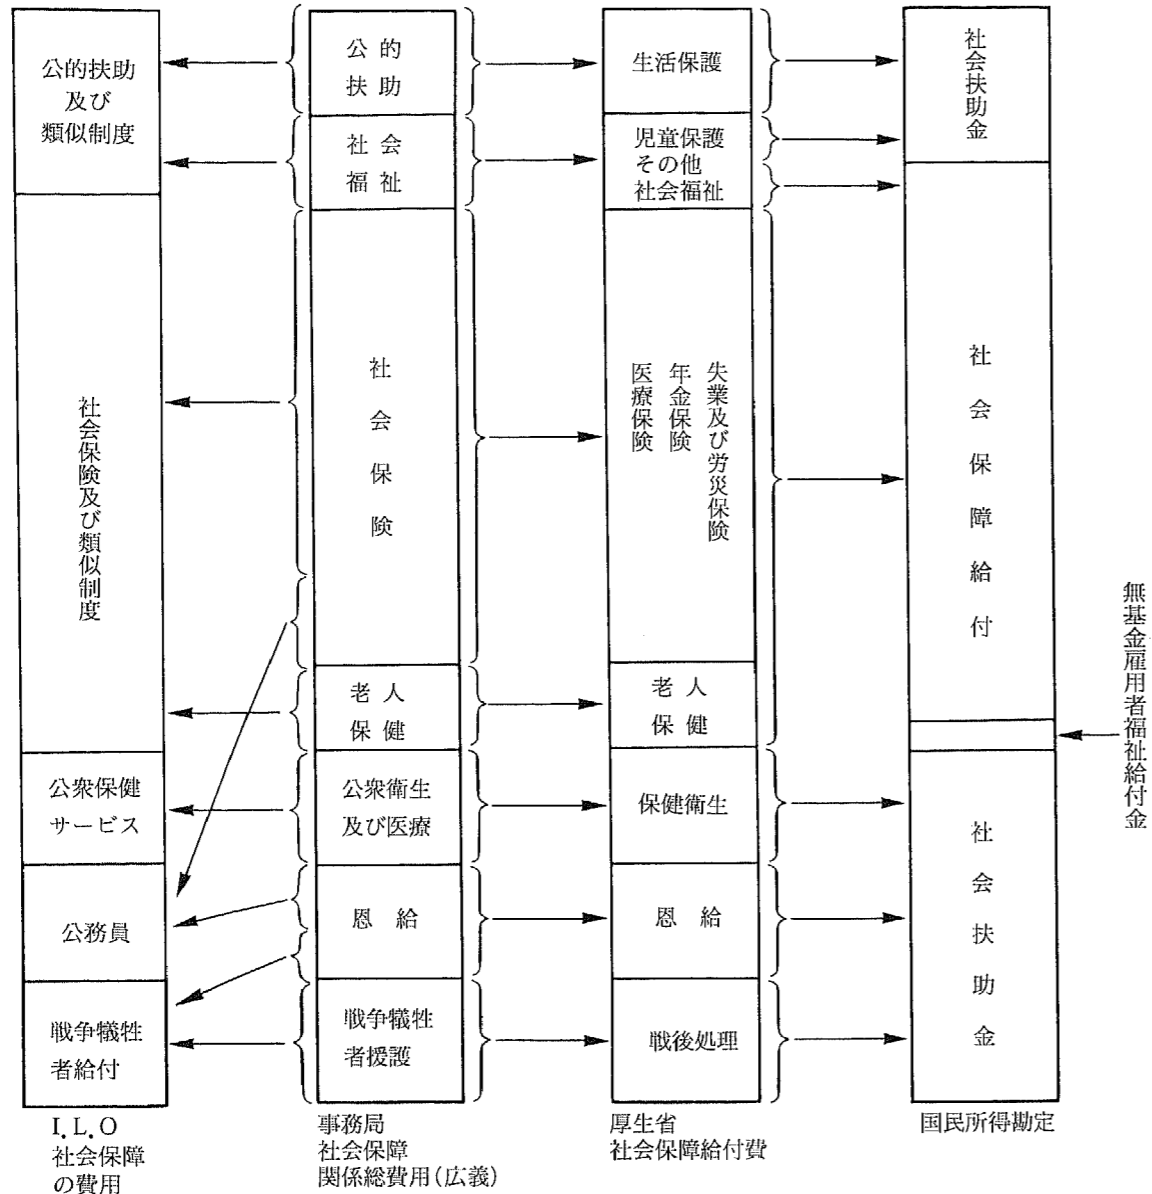 公的扶助
及び
類似制度
社会保険及び類似制度
公衆保健
サービス
公務員
戦争犠牲
者給付
I.L.O
社会保障
の費用
公的
扶助
社会
福祉
社会保険
老人
保健
公衆衛生
及び医療
恩給
戦争犠牲
者援護
事務局
社会保障
関係総費用(広義)
生活保護
児童保護
その他
社会福祉
失業及び労災保険
年金保険
医療保険
老人
保健
保健衛生
恩給
戦後処理
厚生省
社会保障給付費
社会扶助金
社会保障給付
社会扶助金
国民所得勘定
無基金雇用者福祉給付金